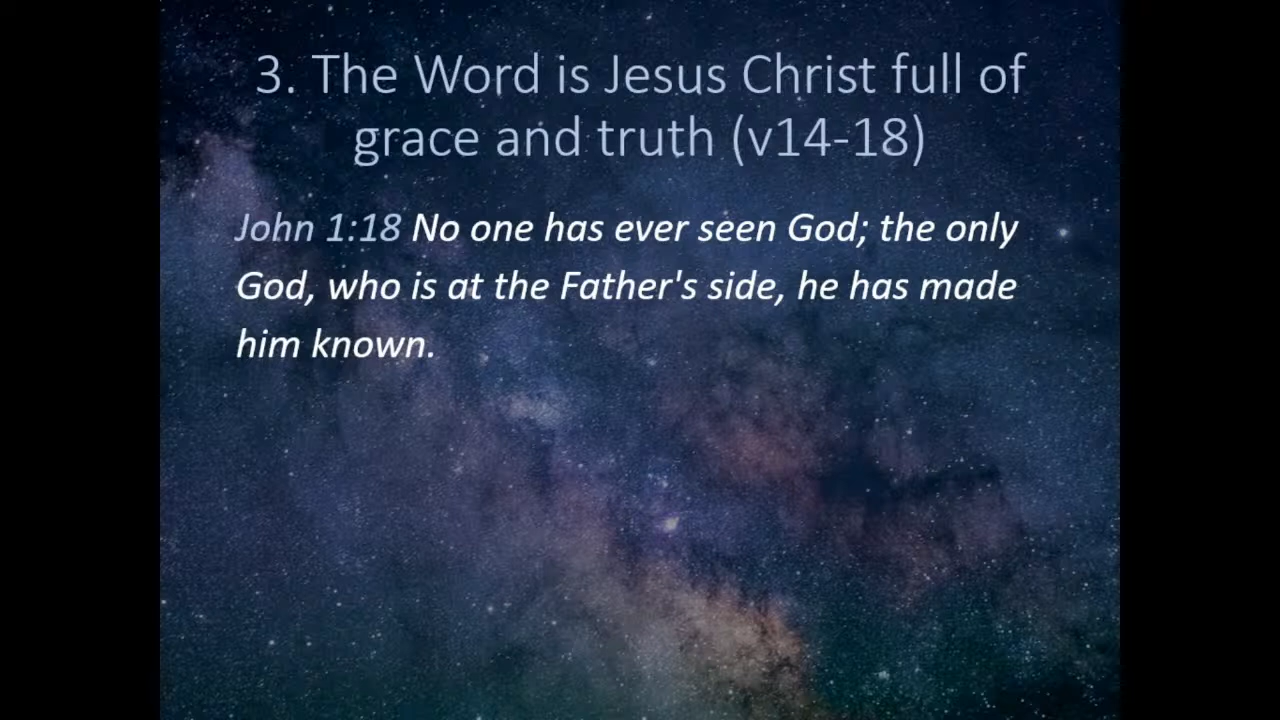 3. The Word is Jesus Christ full of
grace and truth (v14-18)
John 1:18 No one has ever seen God; the only
God, who is at the Father's side, he has made
him known.